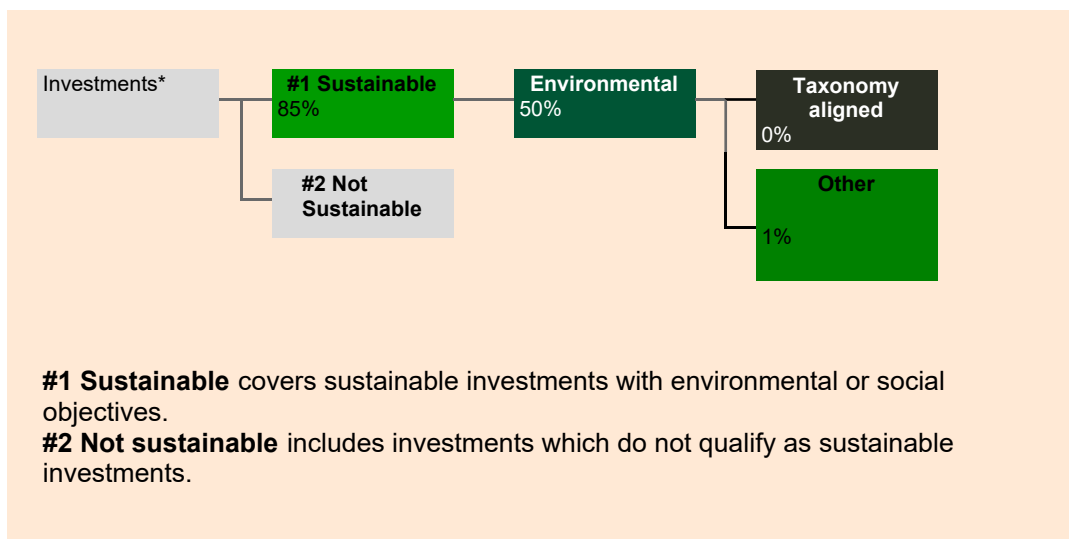 Investments*
#1 Sustainable
85%
Environmental
50%
Taxonomy
aligned
0%
#2 Not
Sustainable
Other
1%
#1 Sustainable covers sustainable investments with environmental or social
objectives.
#2 Not sustainable includes investments which do not qualify as sustainable
investments.